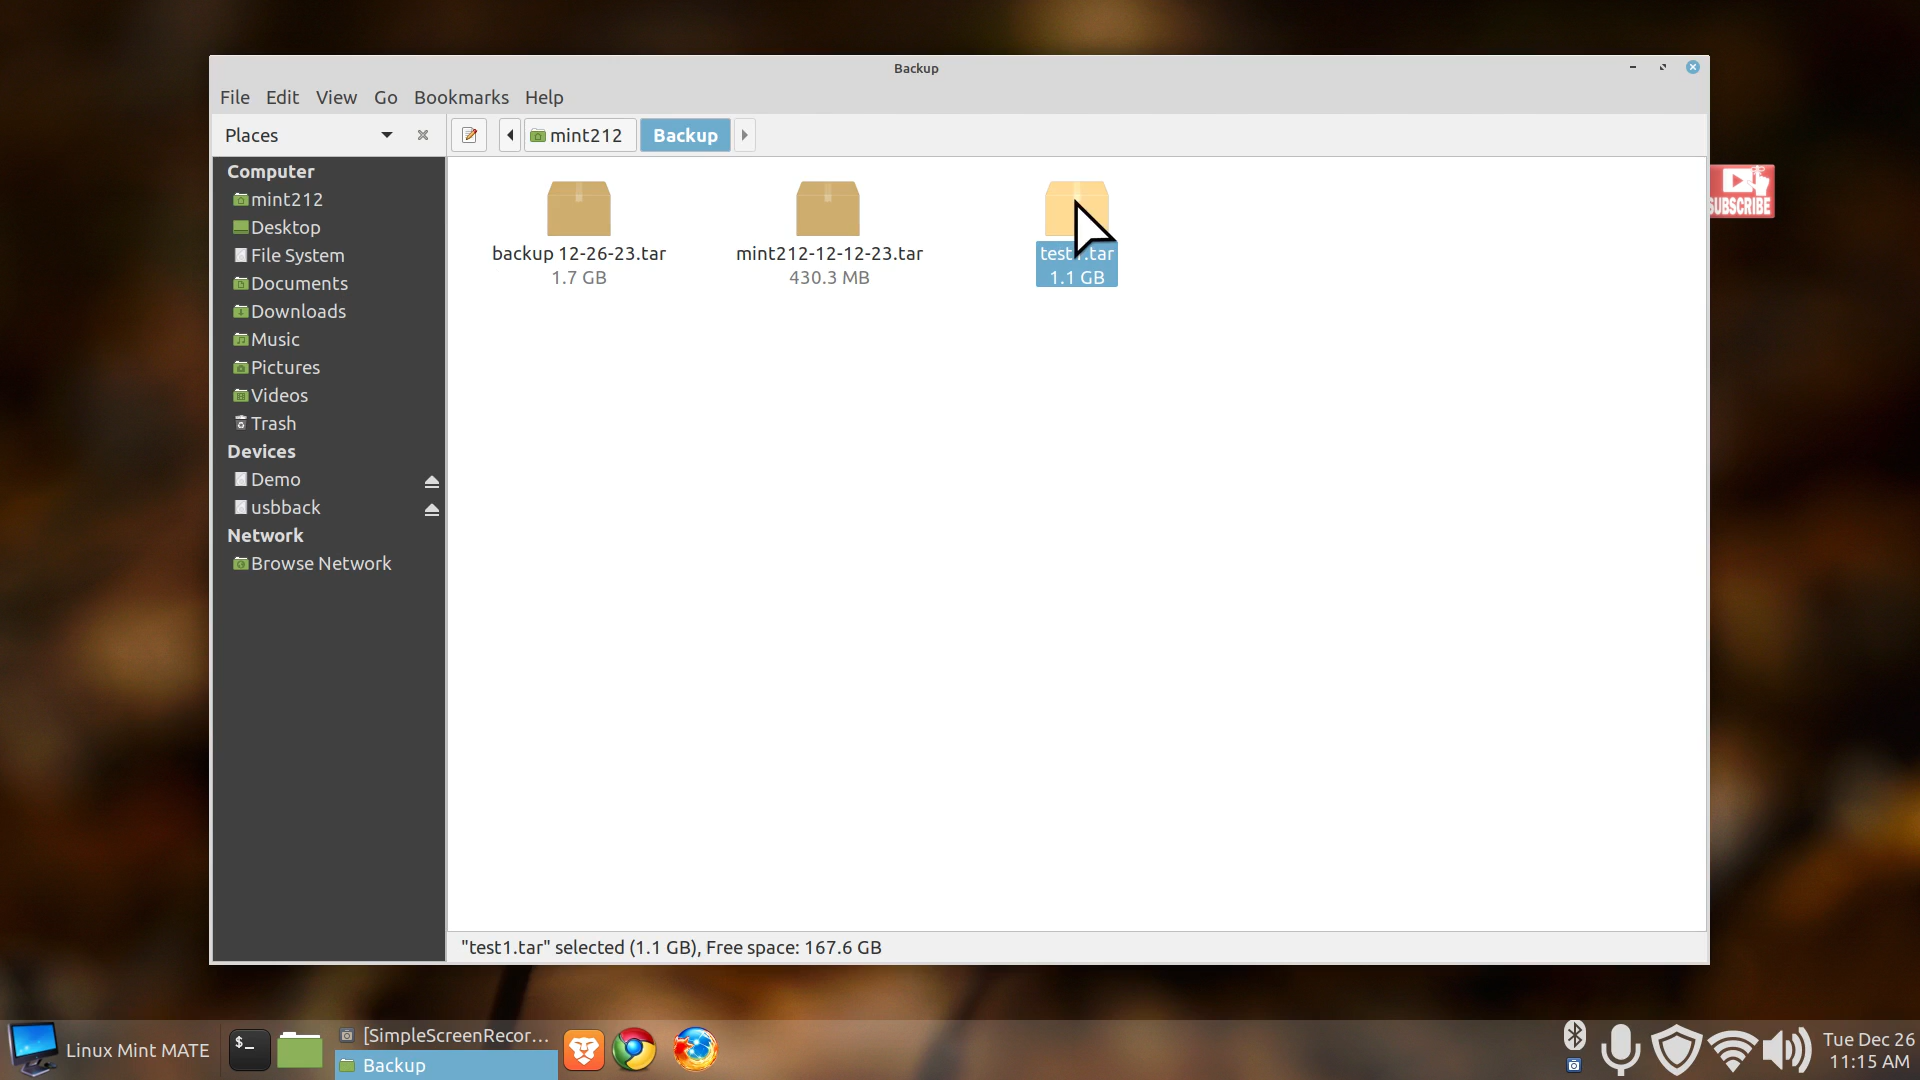 Backup
File Edit View Go Bookmarks Help
Places
mint212
Backup
Computer
mint212
Desktop
File System
Documents
Downloads
Music
Pictures
Videos
Trash
Devices
Demo
usbback
Network
Browse Network
backup 12-26-23.tar
1.7 GB
mint212-12-12-23.tar
430.3 MB
test1.tar
1.1 GB
SUBSCRIBE
"test1.tar" selected (1.1 GB), Free space: 167.6 GB
Linux Mint MATE
$_
[SimpleScreenRecor...
Backup
Tue Dec 26
11:15 AM